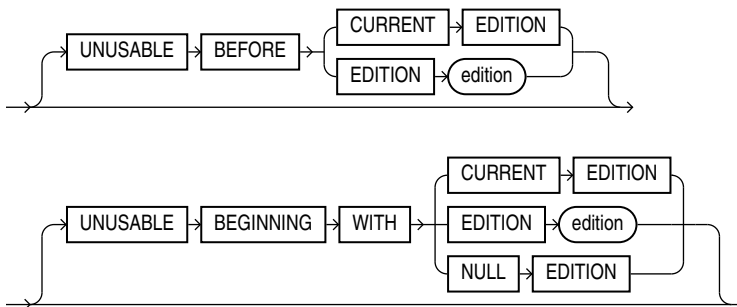 CURRENT EDITION
UNUSABLE BEFORE
EDITION edition
CURRENT EDITION
UNUSABLE BEGINNING WITH EDITION edition
NULL EDITION